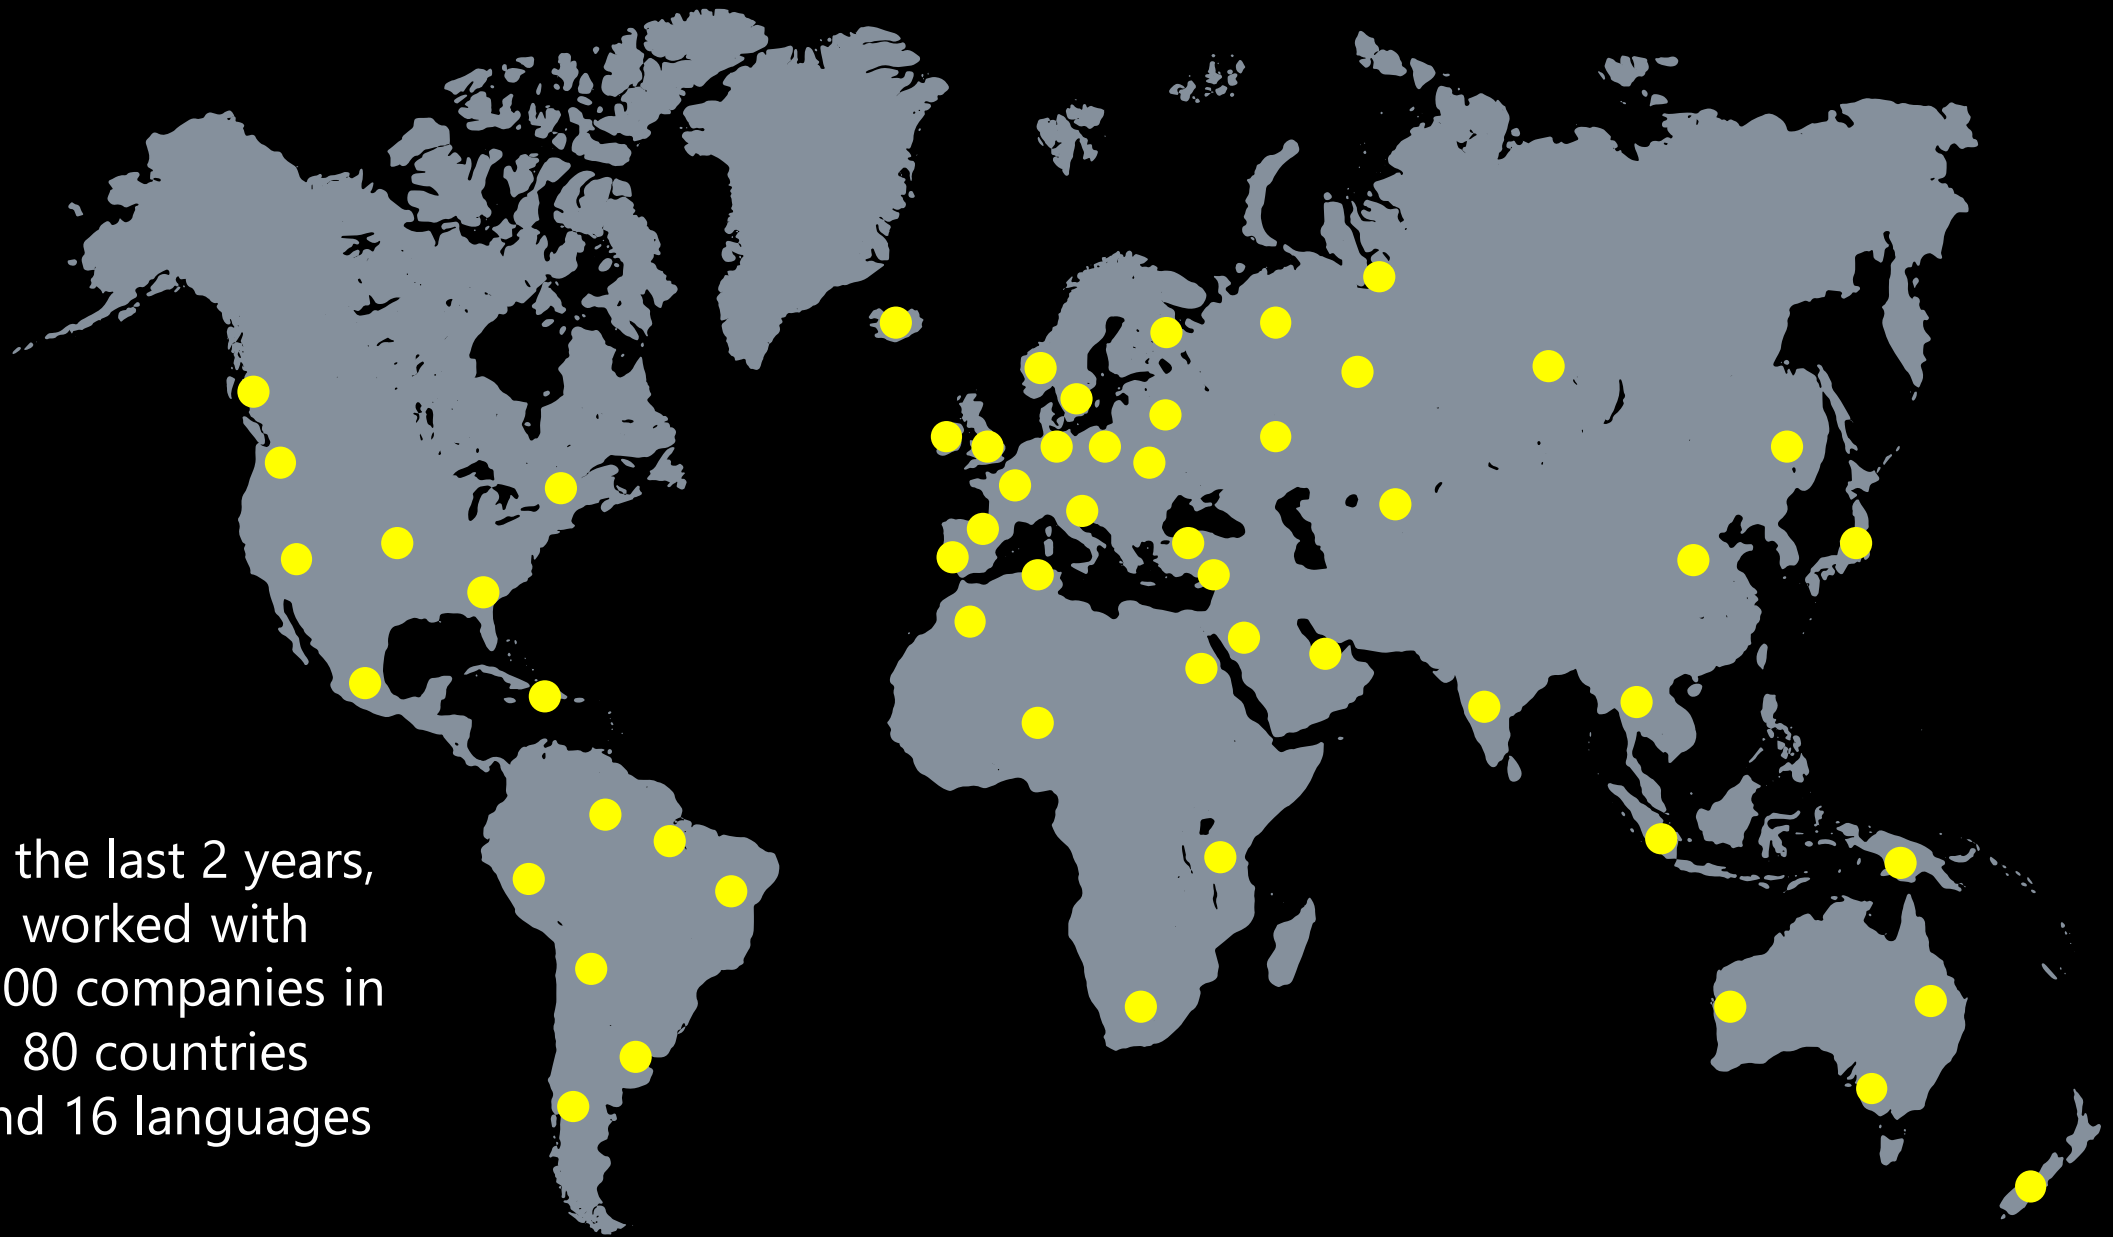 the last 2 years,
worked with
00 companies in
80 countries
nd 16 languages